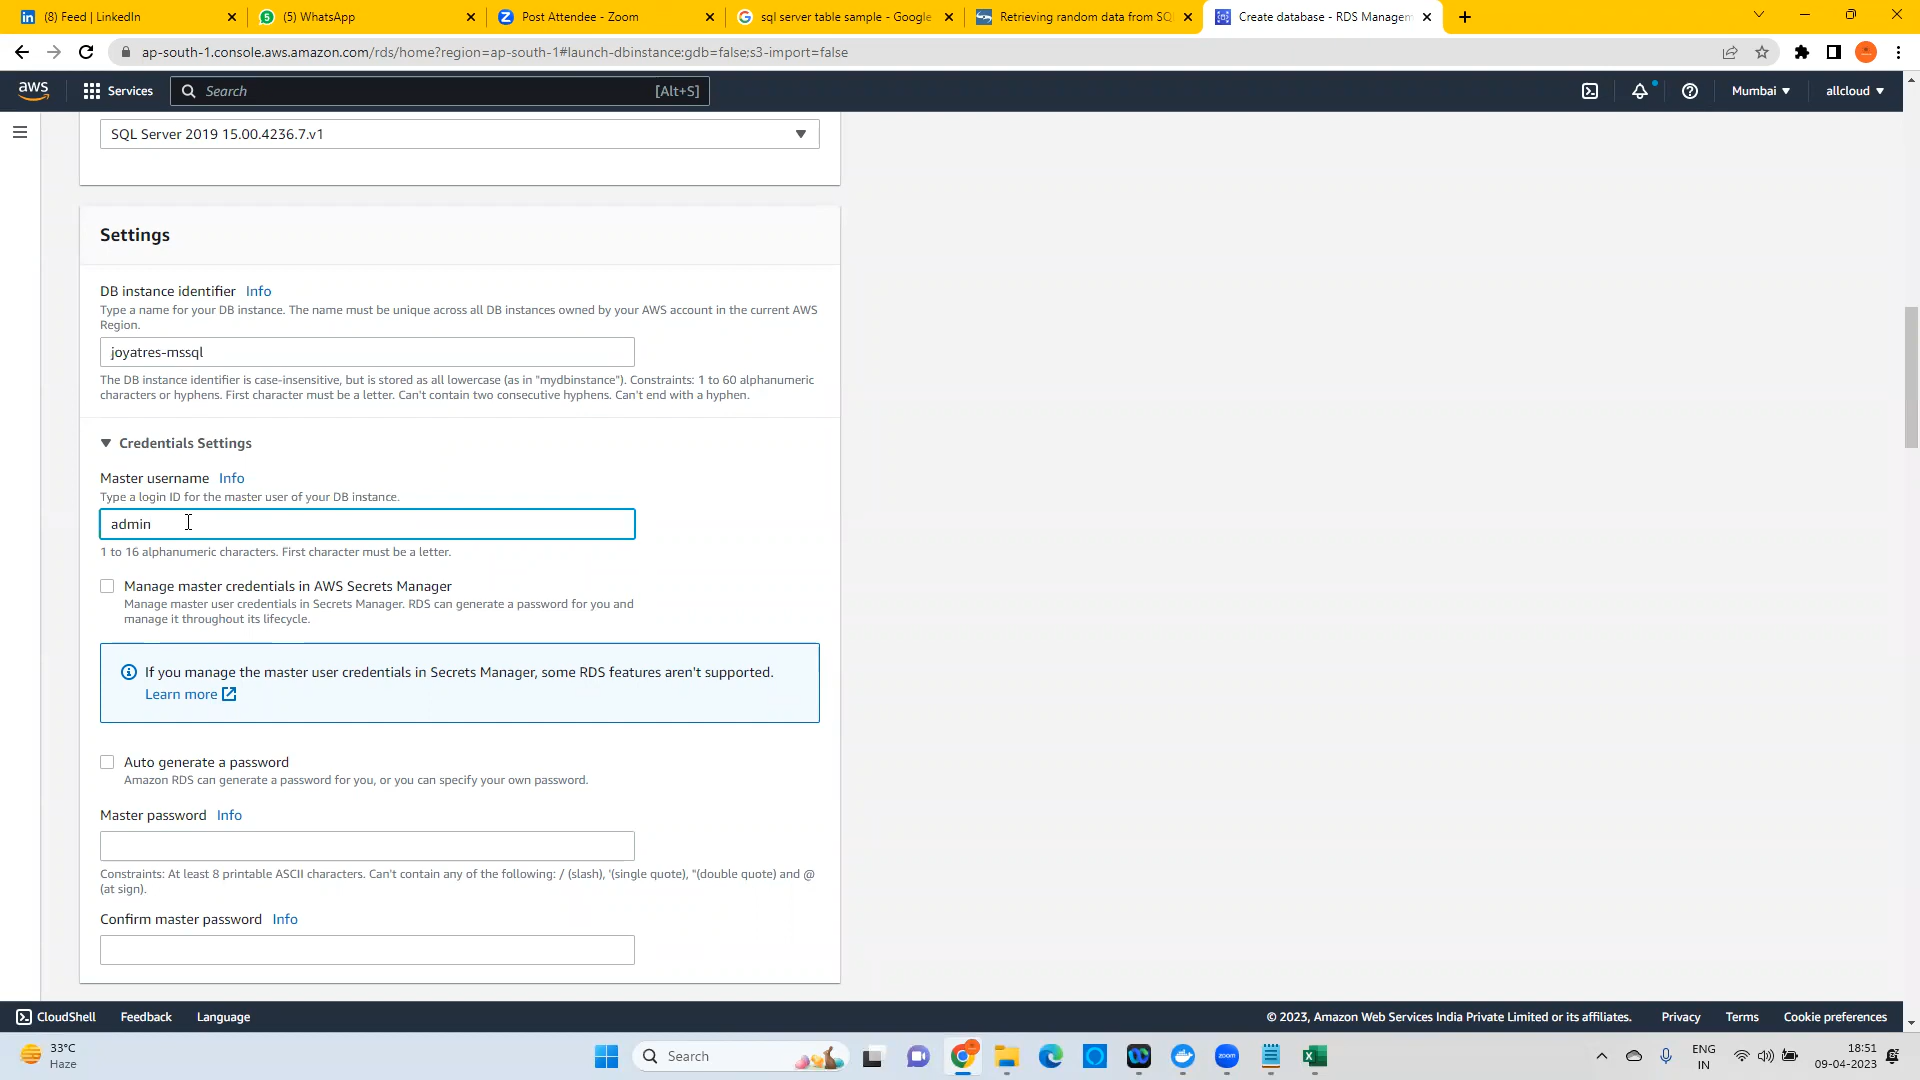 (8) Feed | LinkedIn
(5) WhatsApp
Post Attendee - Zoom
sql server table sample - Google
Retrieving random data from SQ
Create database - RDS Managem
ap-south-1.console.aws.amazon.com/rds/home?region=ap-south-1#launch-dbinstance:gdb=false;s3-import=false
aws
Services
Search
[Alt+S]
Mumbai
allcloud
SQL Server 2019 15.00.4236.7.v1
Settings
DB instance identifier Info
Type a name for your DB instance. The name must be unique across all DB instances owned by your AWS account in the current AWS
Region.
joyatres-mssql
The DB instance identifier is case-insensitive, but is stored as all lowercase (as in "mydbinstance"). Constraints: 1 to 60 alphanumeric
characters or hyphens. First character must be a letter. Can't contain two consecutive hyphens. Can't end with a hyphen.
Credentials Settings
Master username Info
Type a login ID for the master user of your DB instance.
admin
1 to 16 alphanumeric characters. First character must be a letter.
Manage master credentials in AWS Secrets Manager
Manage master user credentials in Secrets Manager. RDS can generate a password for you and
manage it throughout its lifecycle.
If you manage the master user credentials in Secrets Manager, some RDS features aren't supported.
Learn more
Auto generate a password
Amazon RDS can generate a password for you, or you can specify your own password.
Master password Info
Constraints: At least 8 printable ASCII characters. Can't contain any of the following: / (slash), '(single quote), "(double quote) and @
(at sign).
Confirm master password Info
CloudShell
Feedback
Language
© 2023, Amazon Web Services India Private Limited or its affiliates.
Privacy
Terms
Cookie preferences
33°C
Haze
Search
zoom
ENG
IN
18:51
09-04-2023